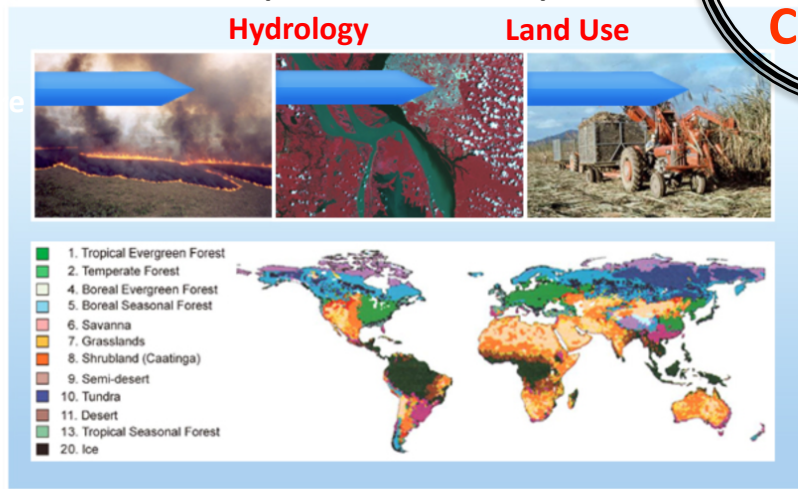 Hydrology
Land Use
C
e
1. Tropical Evergreen Forest
2. Temperate Forest
4. Boreal Evergreen Forest
5. Boreal Seasonal Forest
6. Savanna
7. Grasslands
8. Shrubland (Caatinga)
9. Semi-desert
10. Tundra
11. Desert
13. Tropical Seasonal Forest
20. Ice